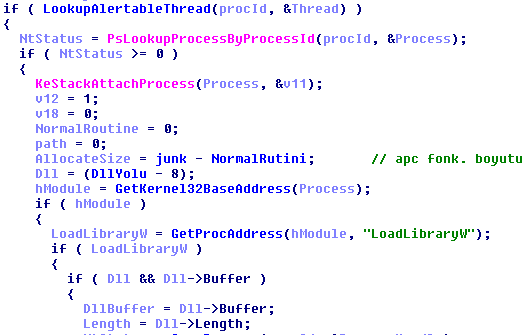 if ( LookupAlertableThread(procId, &Thread) )
{
NtStatus = PsLookupProcessByProcessId(procId, &Process);
if ( NtStatus >= 0 )
{
KeStackAttachProcess(Process, &v11);
v12 = 1;
v18 = 0;
NormalRoutine = 0;
path = 0;
AllocateSize = junk - NormalRutini; // apc fonk. boyutu
Dll = (DllYolu - 8);
hModule = GetKernel32BaseAddress(Process);
if ( hModule )
{
LoadLibraryW = GetProcAddress(hModule, "LoadLibraryW");
if ( LoadLibraryW )
{
if ( Dll && Dll->Buffer )
{
DllBuffer = Dll->Buffer;
Length = Dll->Length;